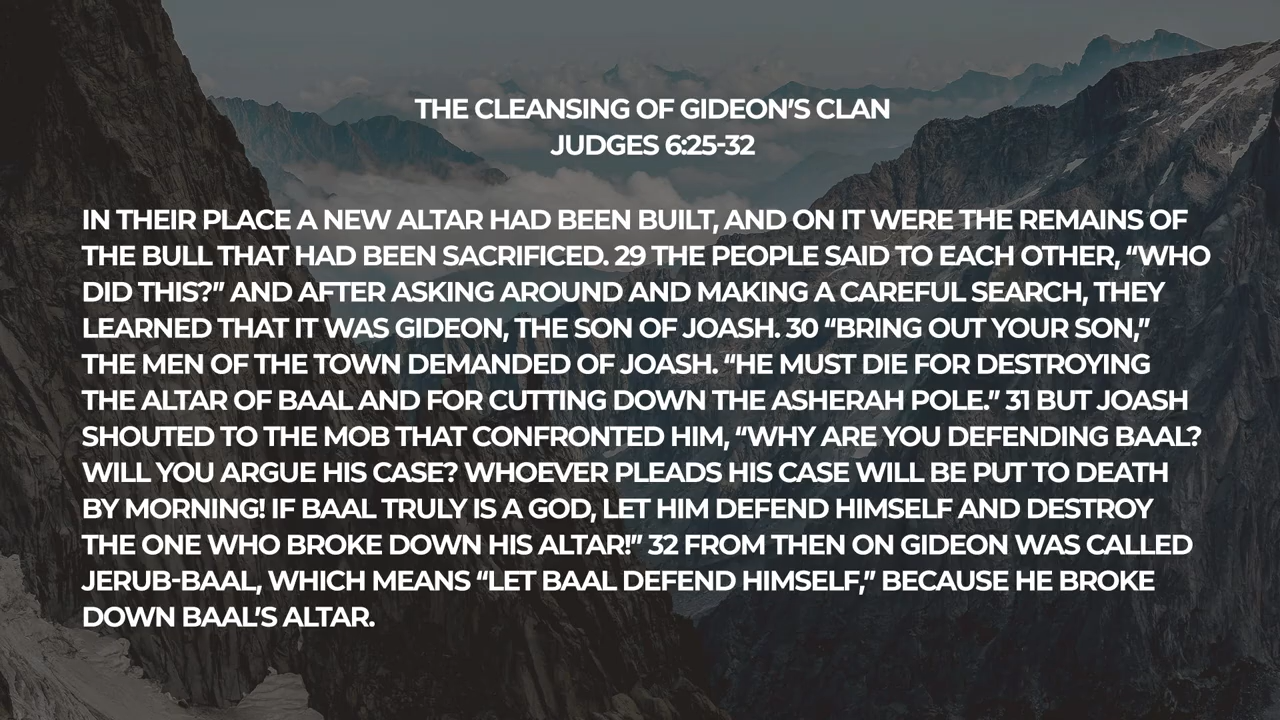 THE CLEANSING OF GIDEON’S CLAN
JUDGES 6:25-32
IN THEIR PLACE A NEW ALTAR HAD BEEN BUILT, AND ON IT WERE THE REMAINS OF
THE BULL THAT HAD BEEN SACRIFICED. 29 THE PEOPLE SAID TO EACH OTHER, “WHO
DID THIS?” AND AFTER ASKING AROUND AND MAKING A CAREFUL SEARCH, THEY
LEARNED THAT IT WAS GIDEON, THE SON OF JOASH. 30 “BRING OUT YOUR SON,”
THE MEN OF THE TOWN DEMANDED OF JOASH. “HE MUST DIE FOR DESTROYING
THE ALTAR OF BAAL AND FOR CUTTING DOWN THE ASHERAH POLE.” 31 BUT JOASH
SHOUTED TO THE MOB THAT CONFRONTED HIM, “WHY ARE YOU DEFENDING BAAL?
WILL YOU ARGUE HIS CASE? WHOEVER PLEADS HIS CASE WILL BE PUT TO DEATH
BY MORNING! IF BAAL TRULY IS A GOD, LET HIM DEFEND HIMSELF AND DESTROY
THE ONE WHO BROKE DOWN HIS ALTAR!” 32 FROM THEN ON GIDEON WAS CALLED
JERUB-BAAL, WHICH MEANS “LET BAAL DEFEND HIMSELF,” BECAUSE HE BROKE
DOWN BAAL’S ALTAR.